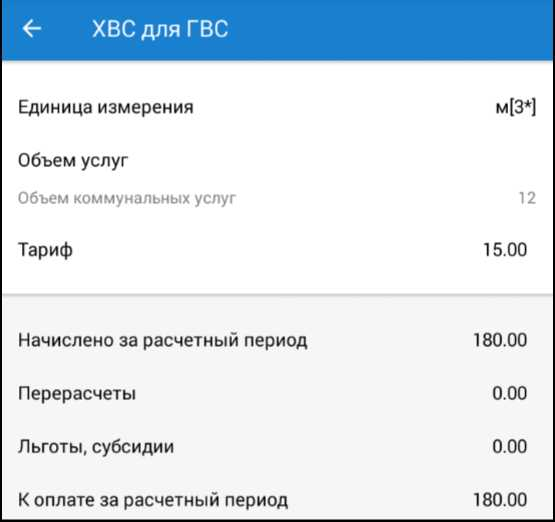 ХВС для ГВС
Единица измерения м[3*]
Объем услуг
Объем коммунальных услуг 12
Тариф 15.00
Начислено за расчетный период 180.00
Перерасчеты 0.00
Льготы, субсидии 0.00
К оплате за расчетный период 180.00